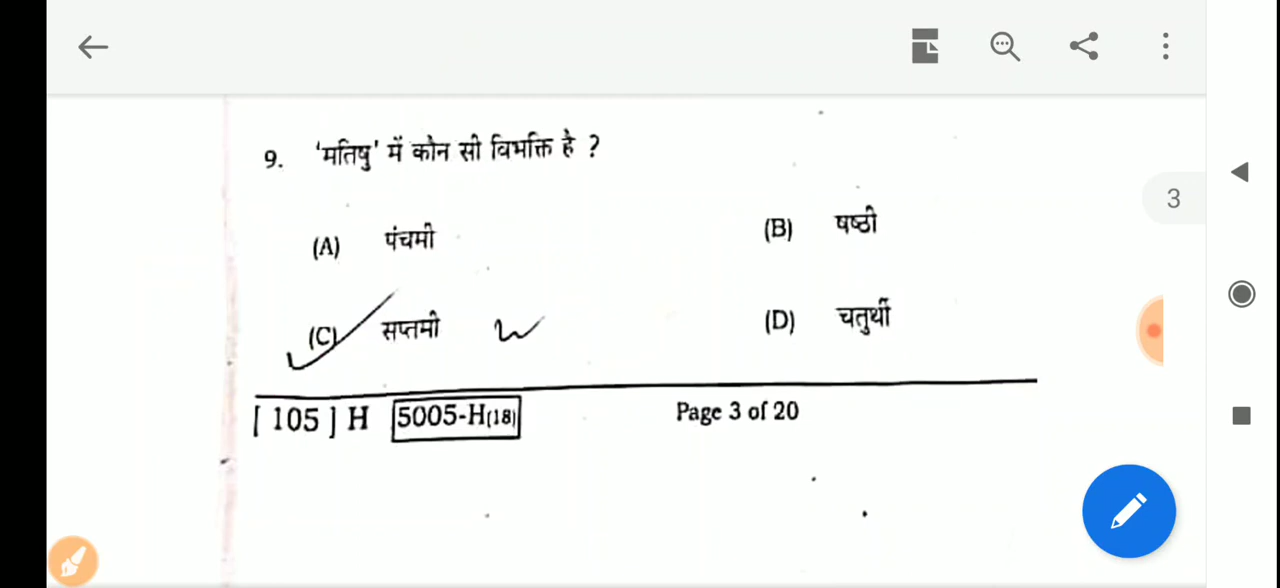 3
9. 'मतिषु' में कौन सी विभक्ति है ?
(A) पंचमी (B) षष्ठी
(C) सप्तमी (D) चतुर्थी
[ 105 ] H 5005-H(18) Page 3 of 20